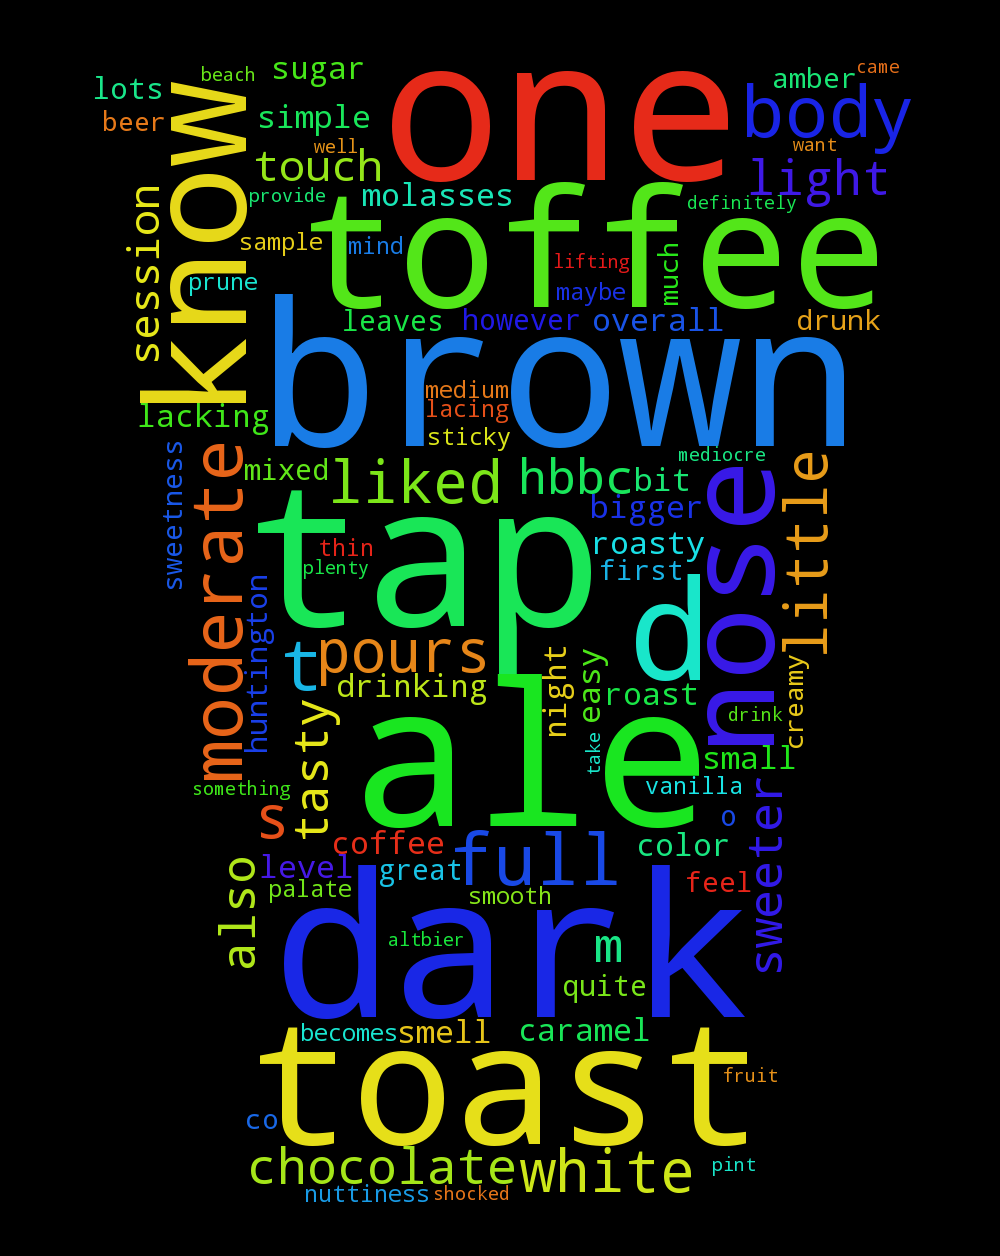 one
sugar
came
beach
amber
lots
know
body
beer
simple
well
want
touch
light
provide
molasses
definitely
session
toffee
sample
mind
lifting
much
prune
maybe
leaves
however
overall
drunk
brown
medium
lacing
lacking
sticky
mediocre
sweetness
moderate
mixed
liked
hbbc
bit
nose
little
bigger
tap
thin
roasty
plenty
first
huntington
d
t
pours
drinking
night
easy
roast
creamy
drink
tasty
ale
take
small
something
vanilla
sweeter
s
o
coffee
full
color
also
level
great
feel
palate
smooth
dark
altbier
m
quite
becomes
smell
caramel
toast
fruit
co
chocolate
white
pint
nuttiness
shocked